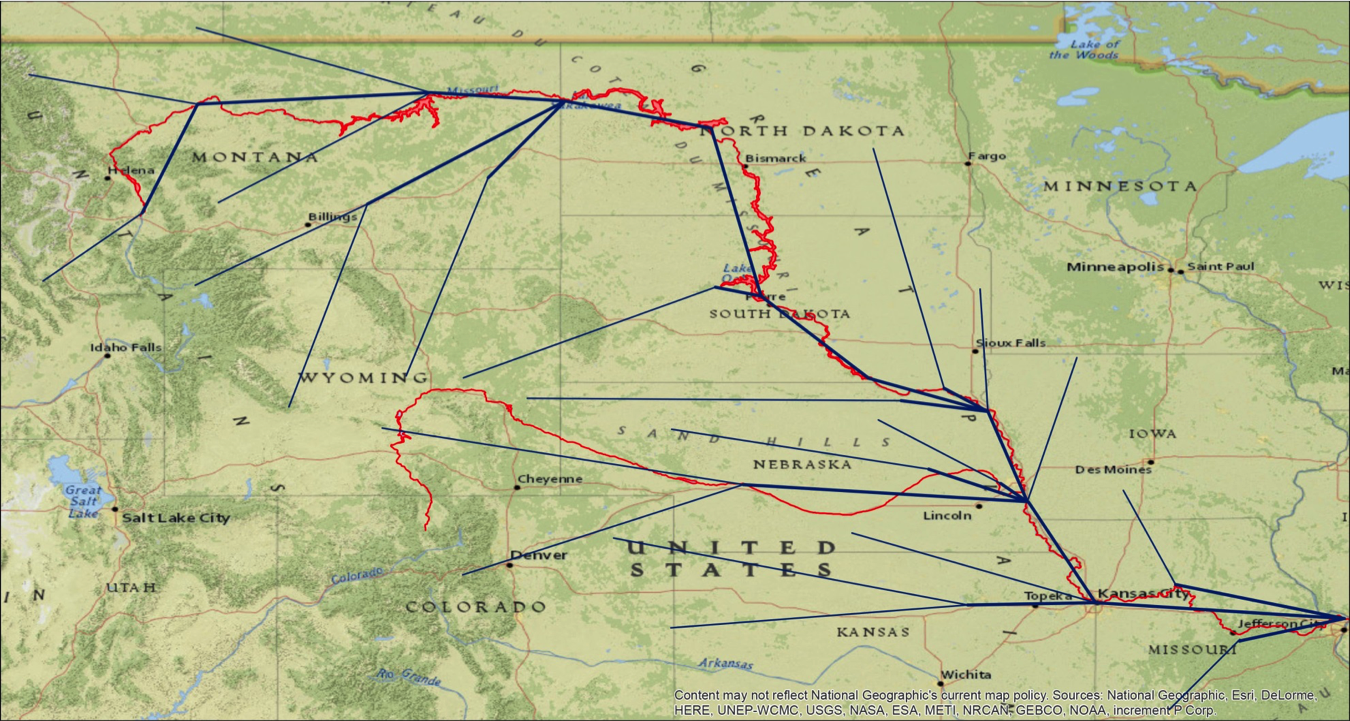 TEAU DU
COT
Lake of
the Woods
Missouri
NORTH DAKOTA
MONTANA
Helena
Bismarck
Fargo
MINNESOTA
Billings
Minneapolis
Saint Paul
WIS
Lake
Pierre
SOUTH DAKOTA
Sioux Falls
Idaho Falls
WYOMING
SAND HILLS
NEBRASKA
IOWA
Des Moines
Cheyenne
Great
Salt
Lake
Salt Lake City
Lincoln
UNITED
STATES
Denver
Colorado
UTAH
COLORADO
Topeka
Kansas City
Jefferson City
KANSAS
MISSOURI
Arkansas
Rio Grande
Wichita
Content may not reflect National Geographic's current map policy. Sources: National Geographic, Esri, DeLorme,
HERE, UNEP-WCMC, USGS, NASA, ESA, METI, NRCAN, GEBCO, NOAA, increment P Corp.